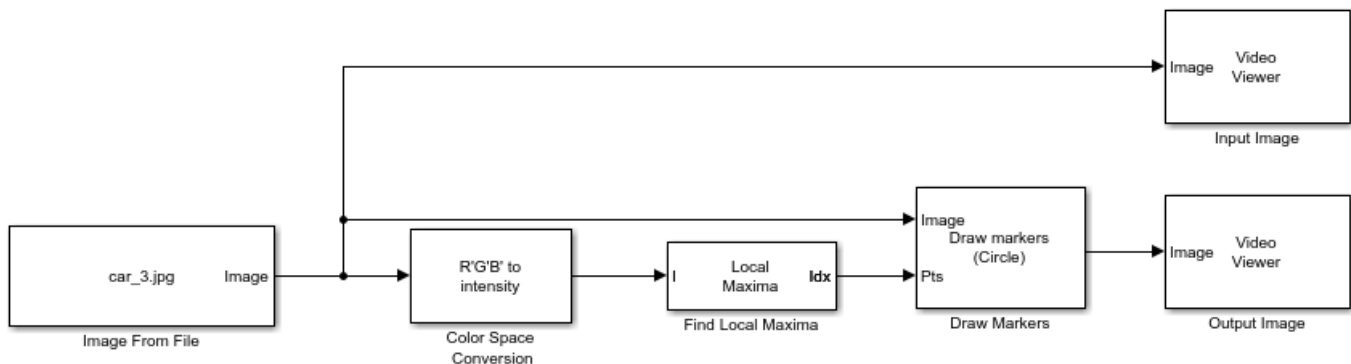 Image
Video
Viewer
Input Image
car_3.jpg
Image
Image From File
R'G'B' to
intensity
Color Space
Conversion
I
Local
Maxima
Idx
Find Local Maxima
Image
Draw markers
(Circle)
Pts
Draw Markers
Image
Video
Viewer
Output Image